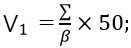 V₁ = Σ/β × 50;